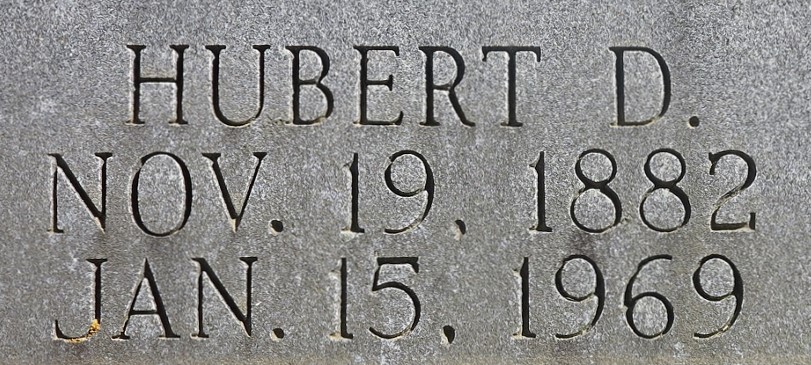 HUBERT D.
NOV. 19, 1882
JAN. 15, 1969